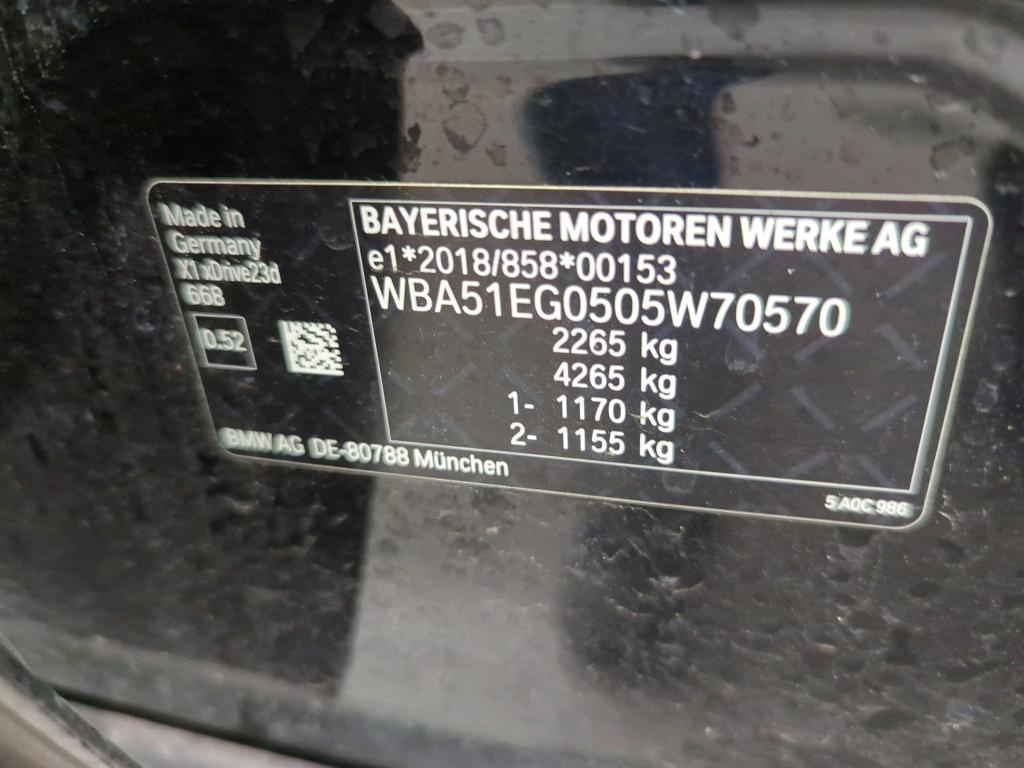 Made in
Germany
X1 xDrive23d
668
0.52
BAYERISCHE MOTOREN WERKE AG
e1*2018/858*00153
WBA51EG0505W70570
2265 kg
4265 kg
1- 1170 kg
2- 1155 kg
BMW AG DE-80788 München
5 A0C 986